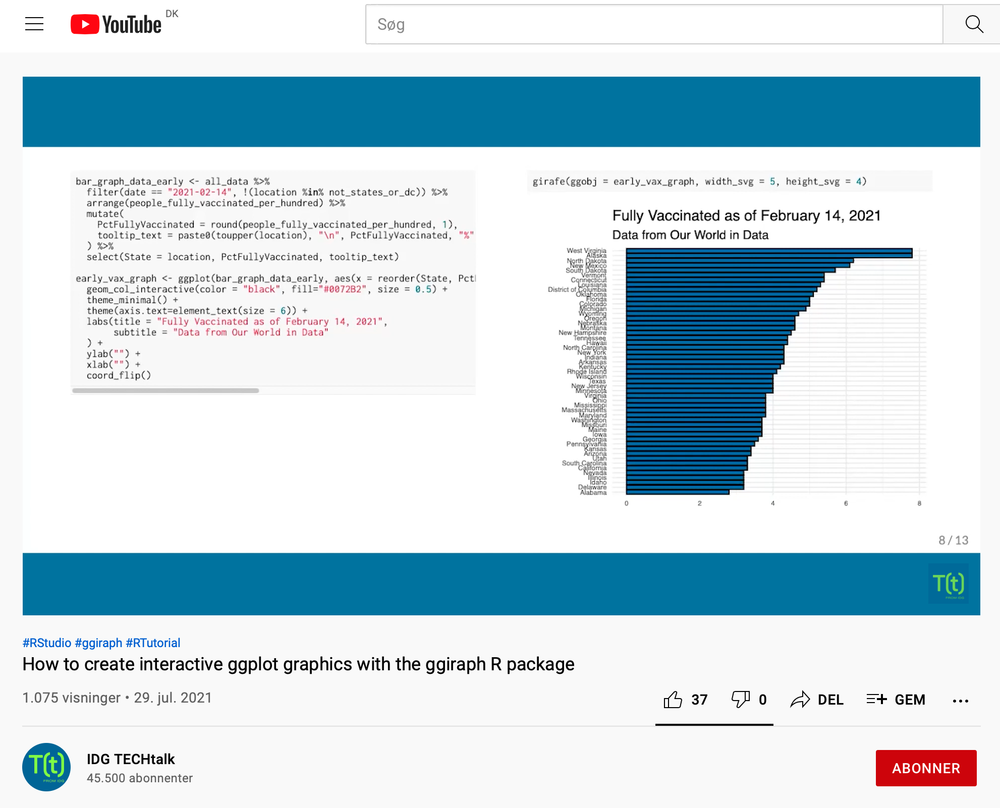 YouTube DK
Søg
bar_graph_data_early <- all_data %>%
filter(date == "2021-02-14", !(location %in% not_states_or_dc)) %>%
arrange(people_fully_vaccinated_per_hundred) %>%
mutate(
PctFullyVaccinated = round(people_fully_vaccinated_per_hundred, 1),
tooltip_text = paste0(toupper(location), "\n", PctFullyVaccinated, "%"
) %>%
select(State = location, PctFullyVaccinated, tooltip_text)
early_vax_graph <- ggplot(bar_graph_data_early, aes(x = reorder(State, Pct
geom_col_interactive(color = "black", fill="#0072B2", size = 0.5) +
theme_minimal() +
theme(axis.text=element_text(size = 6)) +
labs(title = "Fully Vaccinated as of February 14, 2021",
subtitle = "Data from Our World in Data"
) +
ylab("") +
xlab("") +
coord_flip()
girafe(ggobj = early_vax_graph, width_svg = 5, height_svg = 4)
Fully Vaccinated as of February 14, 2021
Data from Our World in Data
West Virginia
Alaska
North Dakota
New Mexico
South Dakota
Vermont
Connecticut
Louisiana
District of Columbia
Oklahoma
Florida
Colorado
Michigan
Wyoming
Oregon
Nebraska
Montana
New Hampshire
Tennessee
Hawaii
North Carolina
New York
Indiana
Arkansas
Kentucky
Rhode Island
Wisconsin
Texas
New Jersey
Minnesota
Virginia
Ohio
Mississippi
Massachusetts
Maryland
Washington
Missouri
Maine
Iowa
Georgia
Pennsylvania
Kansas
Arizona
Utah
South Carolina
California
Nevada
Illinois
Idaho
Delaware
Alabama
0 2 4 6 8
8 / 13
T(t)
FROM IDG
#RStudio #ggiraph #RTutorial
How to create interactive ggplot graphics with the ggiraph R package
1.075 visninger • 29. jul. 2021
37 0 DEL GEM
T(t)
FROM IDG
IDG TECHtalk
45.500 abonnenter
ABONNER